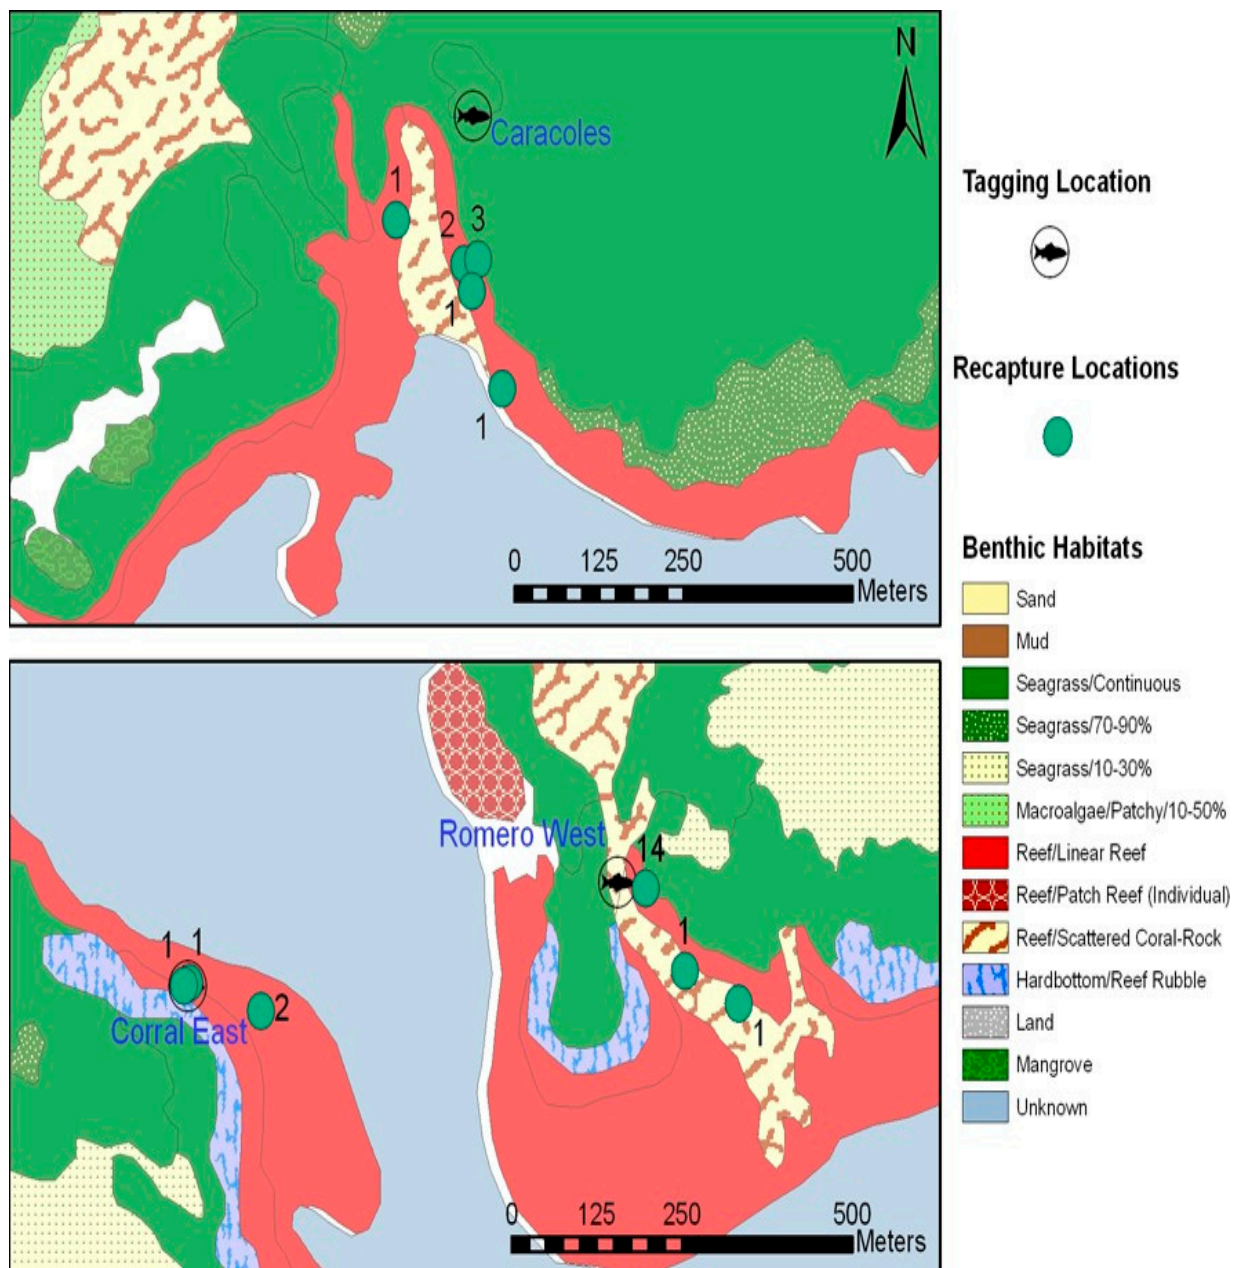 N
Caracoles
1
2 3
1
1
0 125 250 500
Meters
Romero West
14
1
1
1 1
2
Corral East
0 125 250 500
Meters
Tagging Location
Recapture Locations
Benthic Habitats
Sand
Mud
Seagrass/Continuous
Seagrass/70-90%
Seagrass/10-30%
Macroalgae/Patchy/10-50%
Reef/Linear Reef
Reef/Patch Reef (Individual)
Reef/Scattered Coral-Rock
Hardbottom/Reef Rubble
Land
Mangrove
Unknown